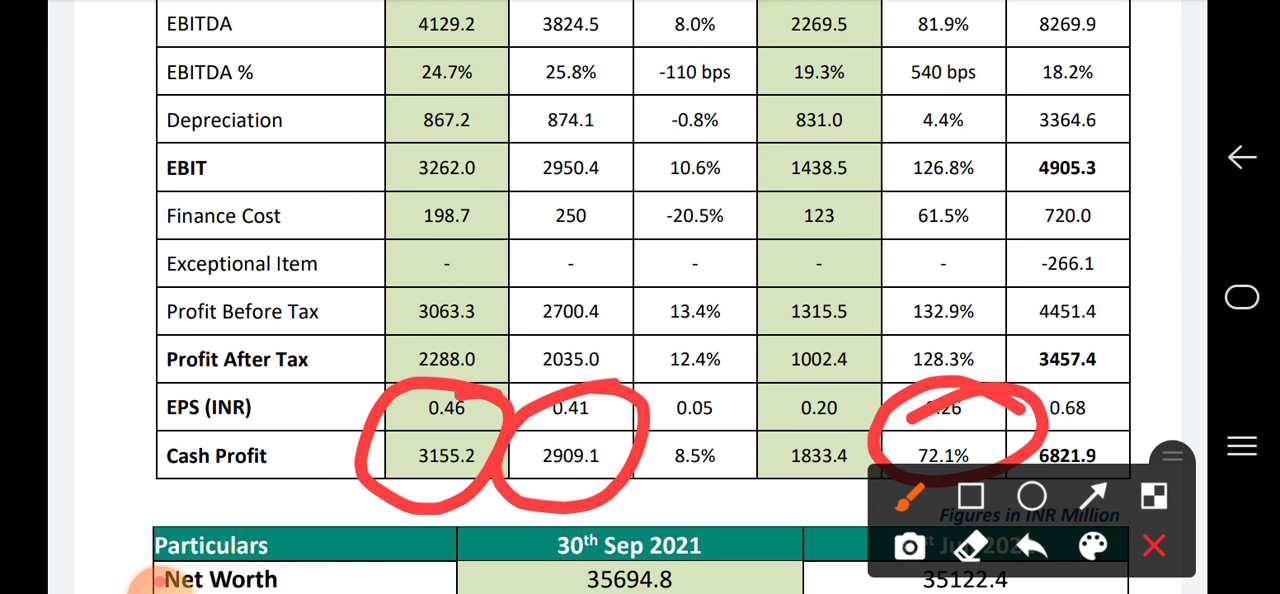 EBITDA 4129.2 3824.5 8.0% 2269.5 81.9% 8269.9
EBITDA % 24.7% 25.8% -110 bps 19.3% 540 bps 18.2%
Depreciation 867.2 874.1 -0.8% 831.0 4.4% 3364.6
EBIT 3262.0 2950.4 10.6% 1438.5 126.8% 4905.3
Finance Cost 198.7 250 -20.5% 123 61.5% 720.0
Exceptional Item - - - - - -266.1
Profit Before Tax 3063.3 2700.4 13.4% 1315.5 132.9% 4451.4
Profit After Tax 2288.0 2035.0 12.4% 1002.4 128.3% 3457.4
EPS (INR) 0.46 0.41 0.05 0.20 0.68
Cash Profit 3155.2 2909.1 8.5% 1833.4 72.1% 6821.9
Figures in INR Million
Particulars 30th Sep 2021
Net Worth 35694.8 35122.4